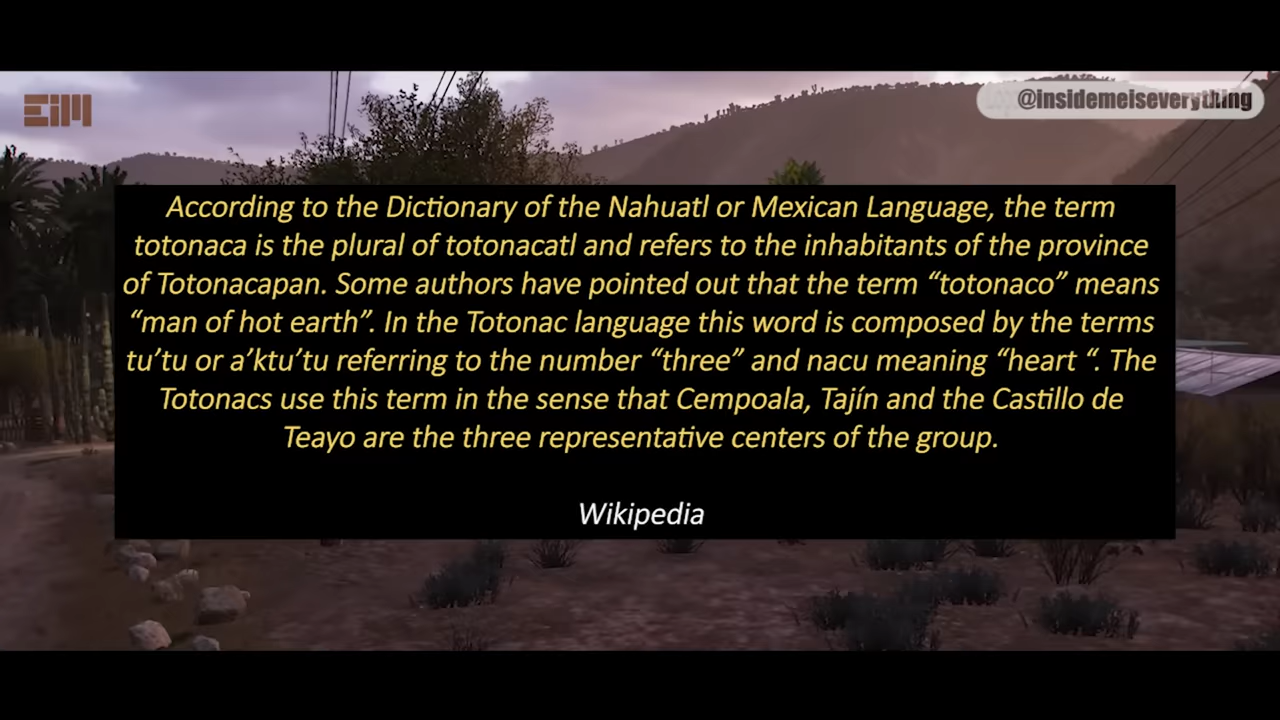 EIM
@insidemeiseverything
According to the Dictionary of the Nahuatl or Mexican Language, the term
totonaca is the plural of totonacatl and refers to the inhabitants of the province
of Totonacapan. Some authors have pointed out that the term “totonaco” means
“man of hot earth”. In the Totonac language this word is composed by the terms
tu’tu or a’ktu’tu referring to the number “three” and nacu meaning “heart “. The
Totonacs use this term in the sense that Cempoala, Tajín and the Castillo de
Teayo are the three representative centers of the group.
Wikipedia